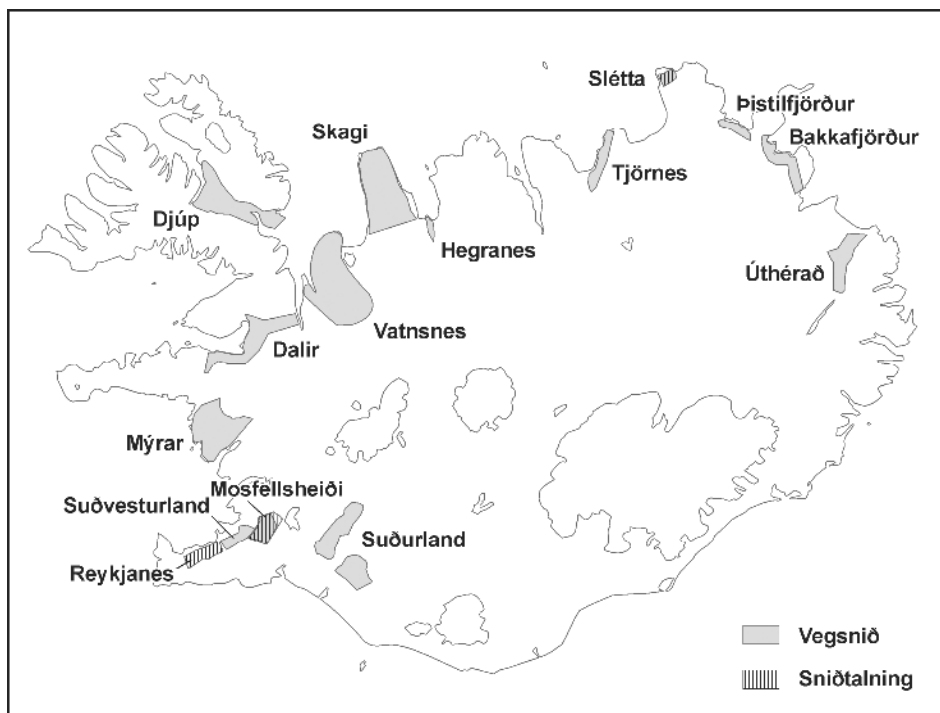 Slétta
Þistilfjörður
Skagi
Bakkafjörður
Tjörnes
Djúp
Hegranes
Úthérað
Vatnsnes
Dalir
Mýrar
Mosfellsheiði
Suðvesturland
Suðurland
Reykjanes
Vegsnið
Sniðtalning